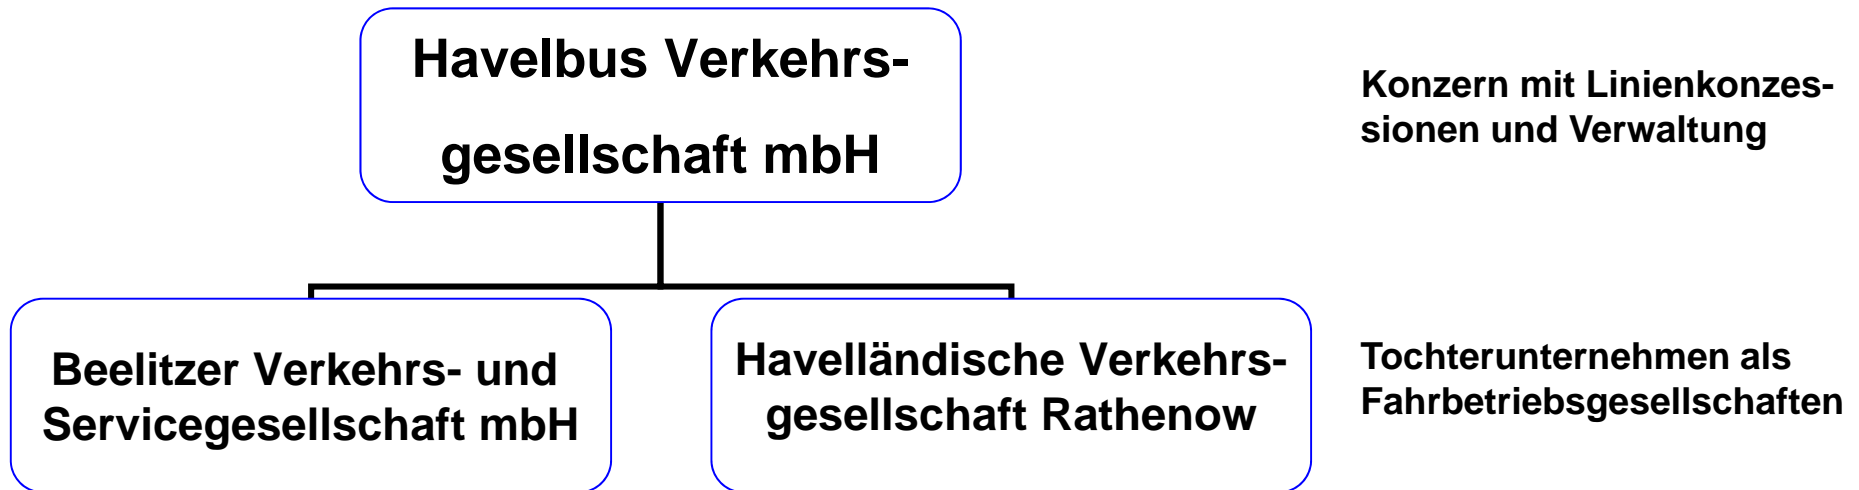 Havelbus Verkehrs-
gesellschaft mbH
Konzern mit Linienkonzes-
sionen und Verwaltung
Beelitzer Verkehrs- und
Servicegesellschaft mbH
Havelländische Verkehrs-
gesellschaft Rathenow
Tochterunternehmen als
Fahrbetriebsgesellschaften